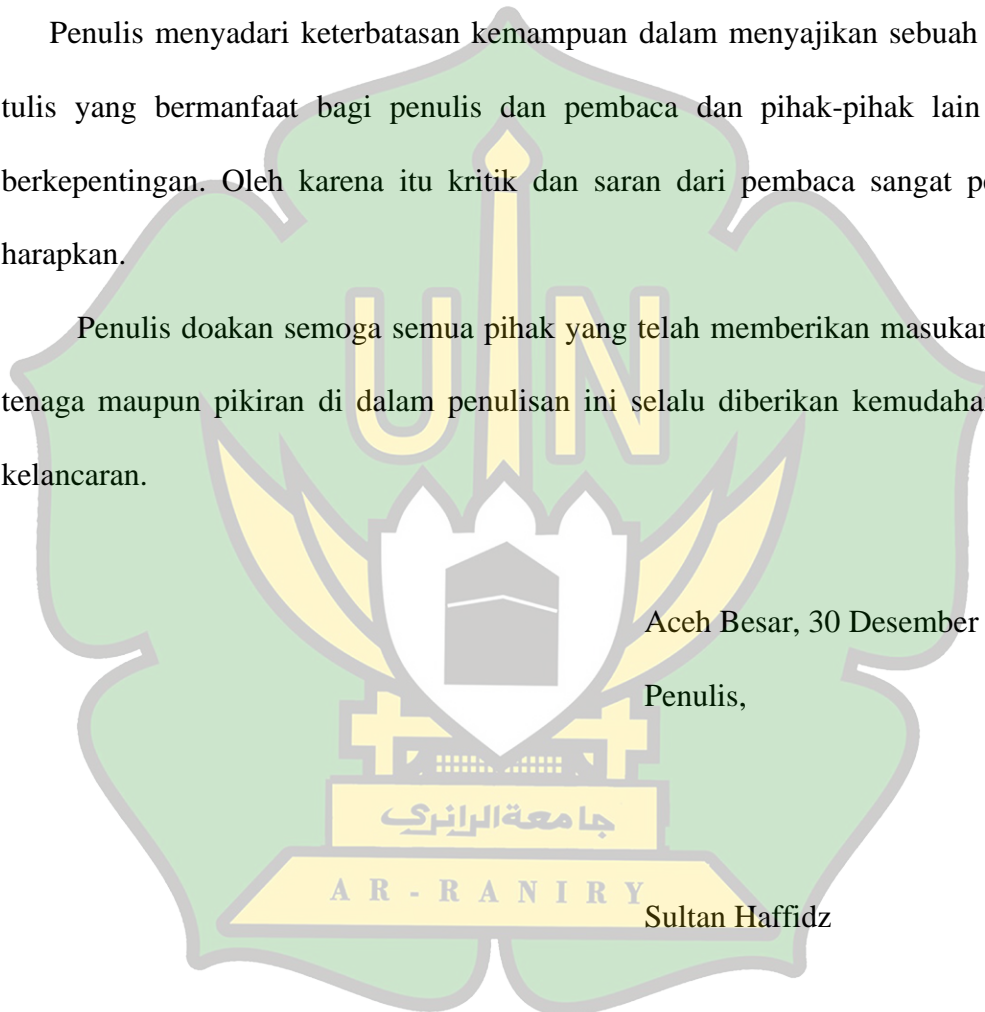 Penulis menyadari keterbatasan kemampuan dalam menyajikan sebuah
tulis yang bermanfaat bagi penulis dan pembaca dan pihak-pihak lain
berkepentingan. Oleh karena itu kritik dan saran dari pembaca sangat
harapkan.
Penulis doakan semoga semua pihak yang telah memberikan masukan
tenaga maupun pikiran di dalam penulisan ini selalu diberikan
kelancaran.
UIN
Aceh Besar, 30 Desember
Penulis,
جامعة الرانري
AR-RANIRY
Sultan Haffidz